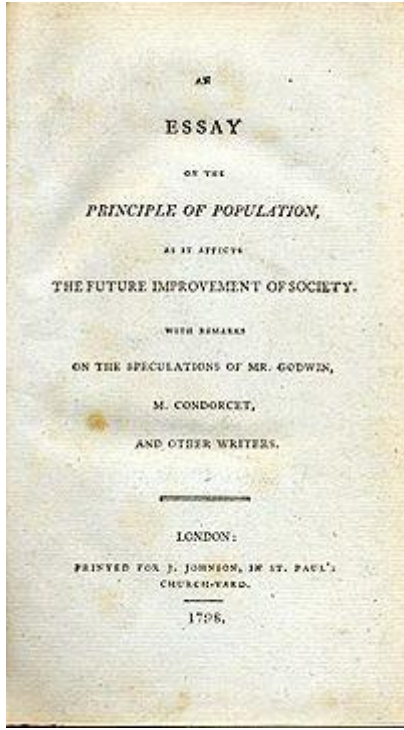 AN
ESSAY
ON THE
PRINCIPLE OF POPULATION,
AS IT AFFECTS
THE FUTURE IMPROVEMENT OF SOCIETY.
WITH REMARKS
ON THE SPECULATIONS OF MR. GODWIN,
M. CONDORCET,
AND OTHER WRITERS.
LONDON:
PRINTED FOR J. JOHNSON, IN ST. PAUL'S
CHURCH-YARD.
1798.